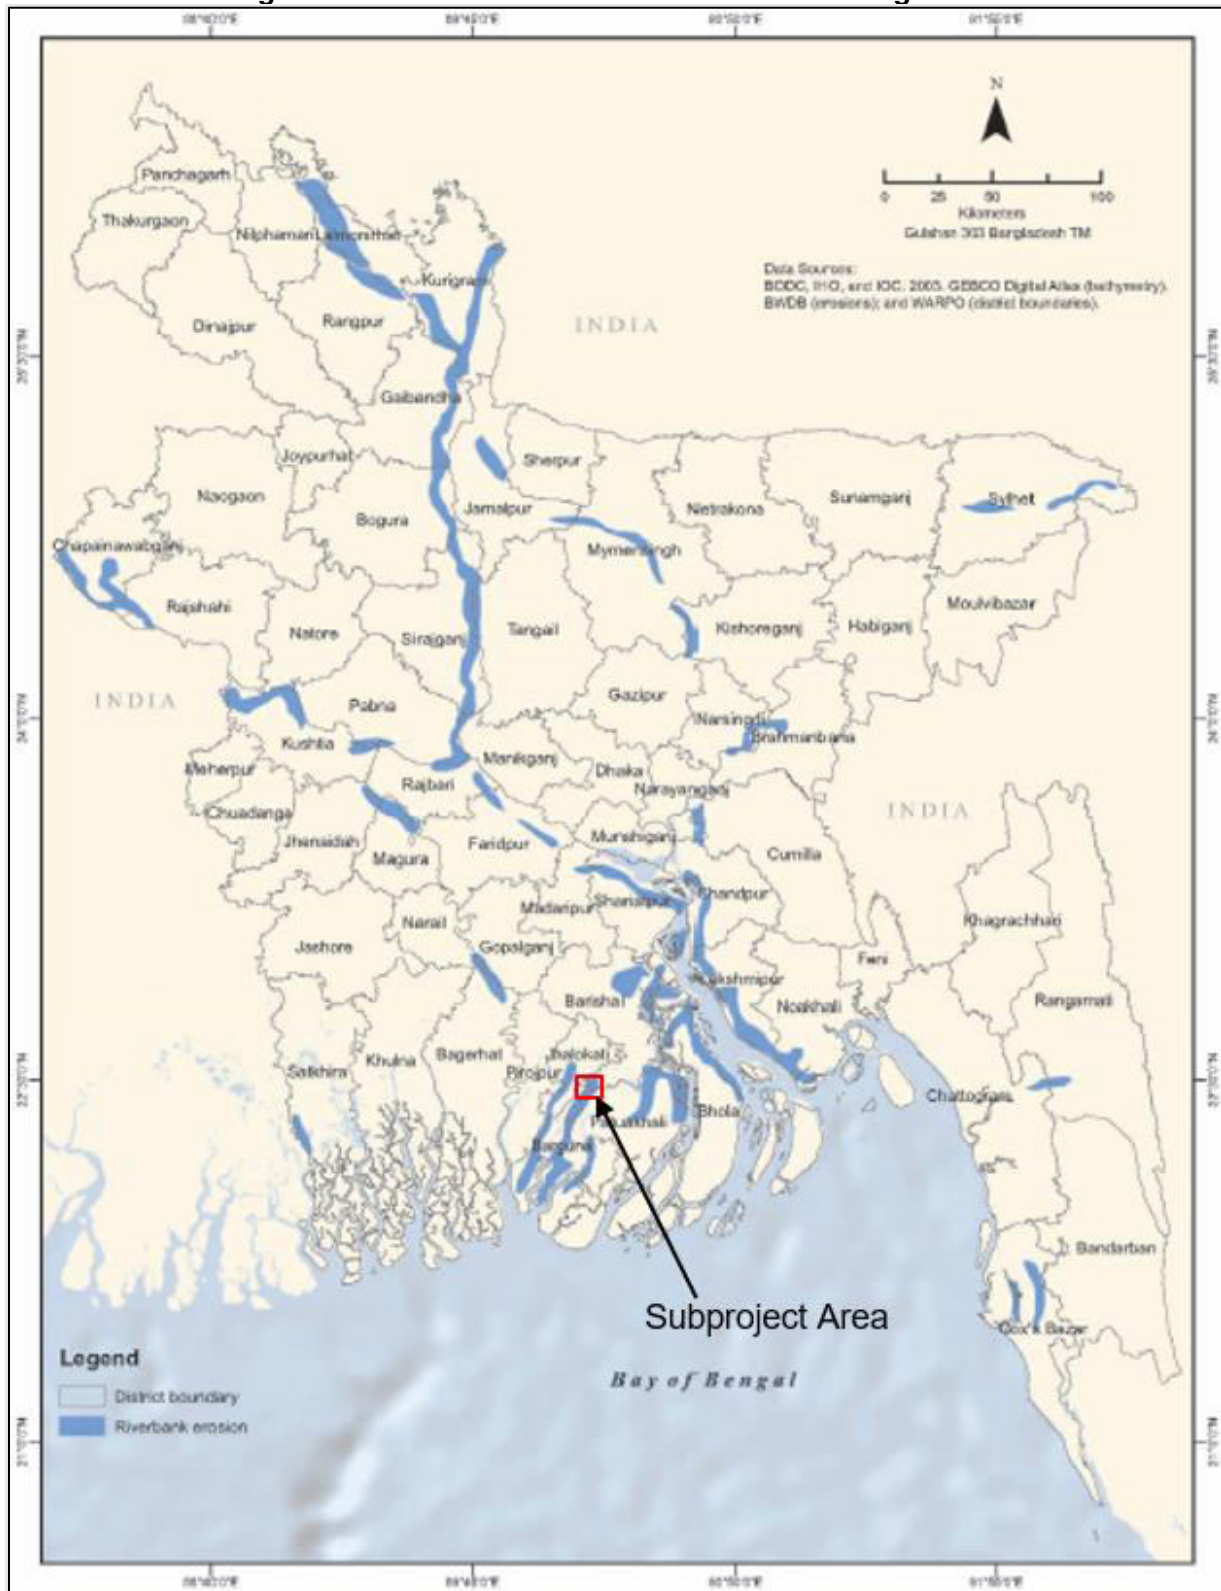 N
0 25 50 100
Kilometers
Gulshan 303 Bangladesh TM
Data Sources:
BODC, IHO, and IOC. 2003. GEBCO Digital Atlas (bathymetry).
BWDB (erosions); and WARPO (district boundaries).
Panchagarh
Thakurgaon
Nilphamari
Kurigram
INDIA
Dinajpur
Rangpur
Gaibandha
Joypurhat
Sherpur
Naogaon
Bogura
Jamalpur
Netrakona
Sunamganj
Sylhet
Chapainawabganj
Mymensingh
Rajshahi
Natore
Sirajganj
Tangail
Kishoreganj
Habiganj
Moulvibazar
INDIA
Pabna
Gazipur
Narsingdi
Brahmanbaria
Kushtia
Meherpur
Manikganj
Dhaka
Rajbari
Narayanganj
INDIA
Chuadanga
Jhenaidah
Magura
Faridpur
Munshiganj
Cumilla
Narail
Madaripur
Shariatpur
Chandpur
Khagrachhari
Jashore
Gopalganj
Feni
Barishal
Lakshmipur
Noakhali
Rangamati
Satkhira
Khulna
Bagerhat
Pirojpur
Jhalokati
Chattogram
Bhola
Patuakhali
Barguna
Bandarban
Subproject Area
Cox's Bazar
Bay of Bengal
Legend
District boundary
Riverbank erosion